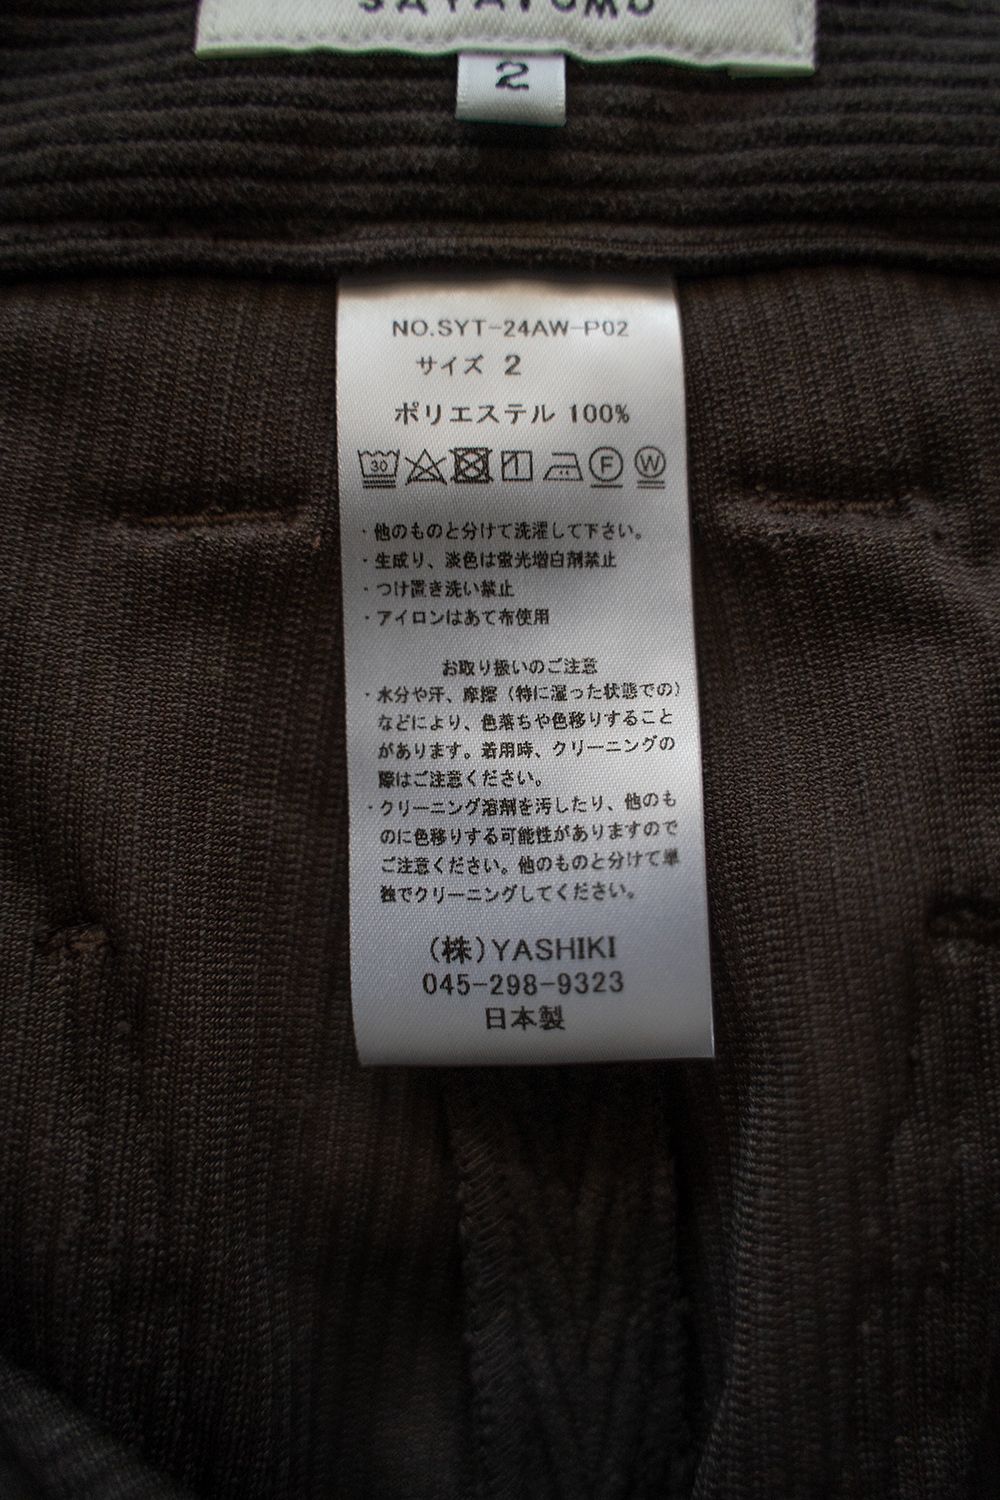 SAYATOMO
2
NO.SYT-24AW-P02
サイズ 2
ポリエステル 100%
30
F
W
・他のものと分けて洗濯して下さい。
・生成り、淡色は蛍光増白剤禁止
・つけ置き洗い禁止
・アイロンはあて布使用
お取り扱いのご注意
・水分や汗、摩擦（特に湿った状態での）
などにより、色落ちや色移りすること
があります。着用時、クリーニングの
際はご注意ください。
・クリーニング溶剤を汚したり、他のも
のに色移りする可能性がありますので
ご注意ください。他のものと分けて単
独でクリーニングしてください。
（株）YASHIKI
045-298-9323
日本製